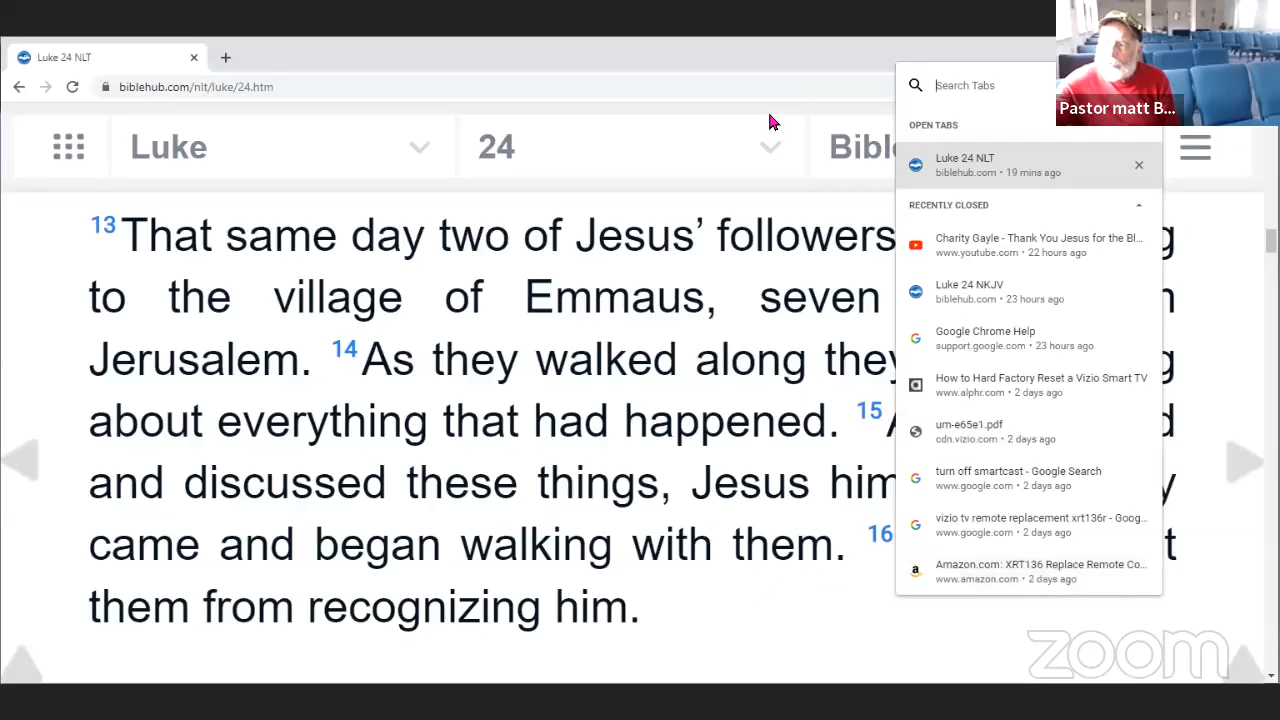 Luke 24 NLT
biblehub.com/nlt/luke/24.htm
Search Tabs
Pastor matt B...
OPEN TABS
Luke 24 NLT
biblehub.com • 19 mins ago
RECENTLY CLOSED
Charity Gayle - Thank You Jesus for the Bl...
www.youtube.com • 22 hours ago
Luke 24 NKJV
biblehub.com • 23 hours ago
Google Chrome Help
support.google.com • 23 hours ago
How to Hard Factory Reset a Vizio Smart TV
www.alphr.com • 2 days ago
um-e65e1.pdf
cdn.vizio.com • 2 days ago
turn off smartcast - Google Search
www.google.com • 2 days ago
vizio tv remote replacement xrt136r - Goog...
www.google.com • 2 days ago
Amazon.com: XRT136 Replace Remote Co...
www.amazon.com • 2 days ago
Luke 24 Bibl
13 That same day two of Jesus’ followers g
to the village of Emmaus, seven
Jerusalem. 14 As they walked along they g
about everything that had happened. 15 A d
and discussed these things, Jesus him y
came and began walking with them. 16 t
them from recognizing him.
zoom